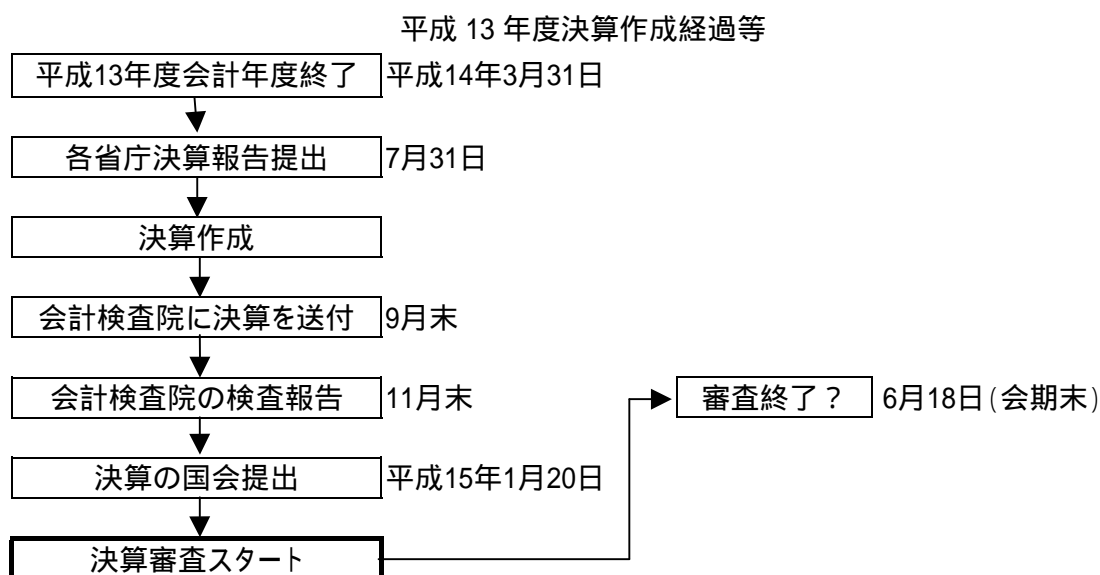 平成 13 年度決算作成経過等
平成13年度会計年度終了 平成14年3月31日
各省庁決算報告提出 7月31日
決算作成
会計検査院に決算を送付 9月末
会計検査院の検査報告 11月末
審査終了? 6月18日(会期末)
決算の国会提出 平成15年1月20日
決算審査スタート